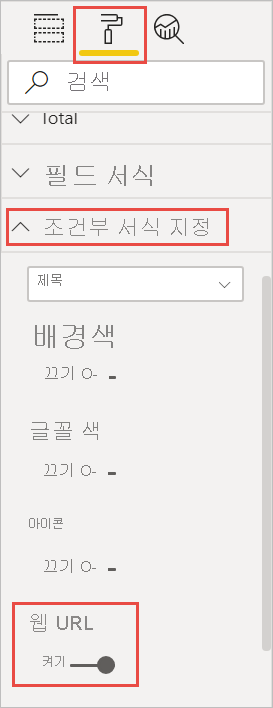 검색
Total
필드 서식
조건부 서식 지정
제목
배경색
끄기 O-
글꼴 색
끄기 O-
아이콘
끄기 O-
웹 URL
켜기